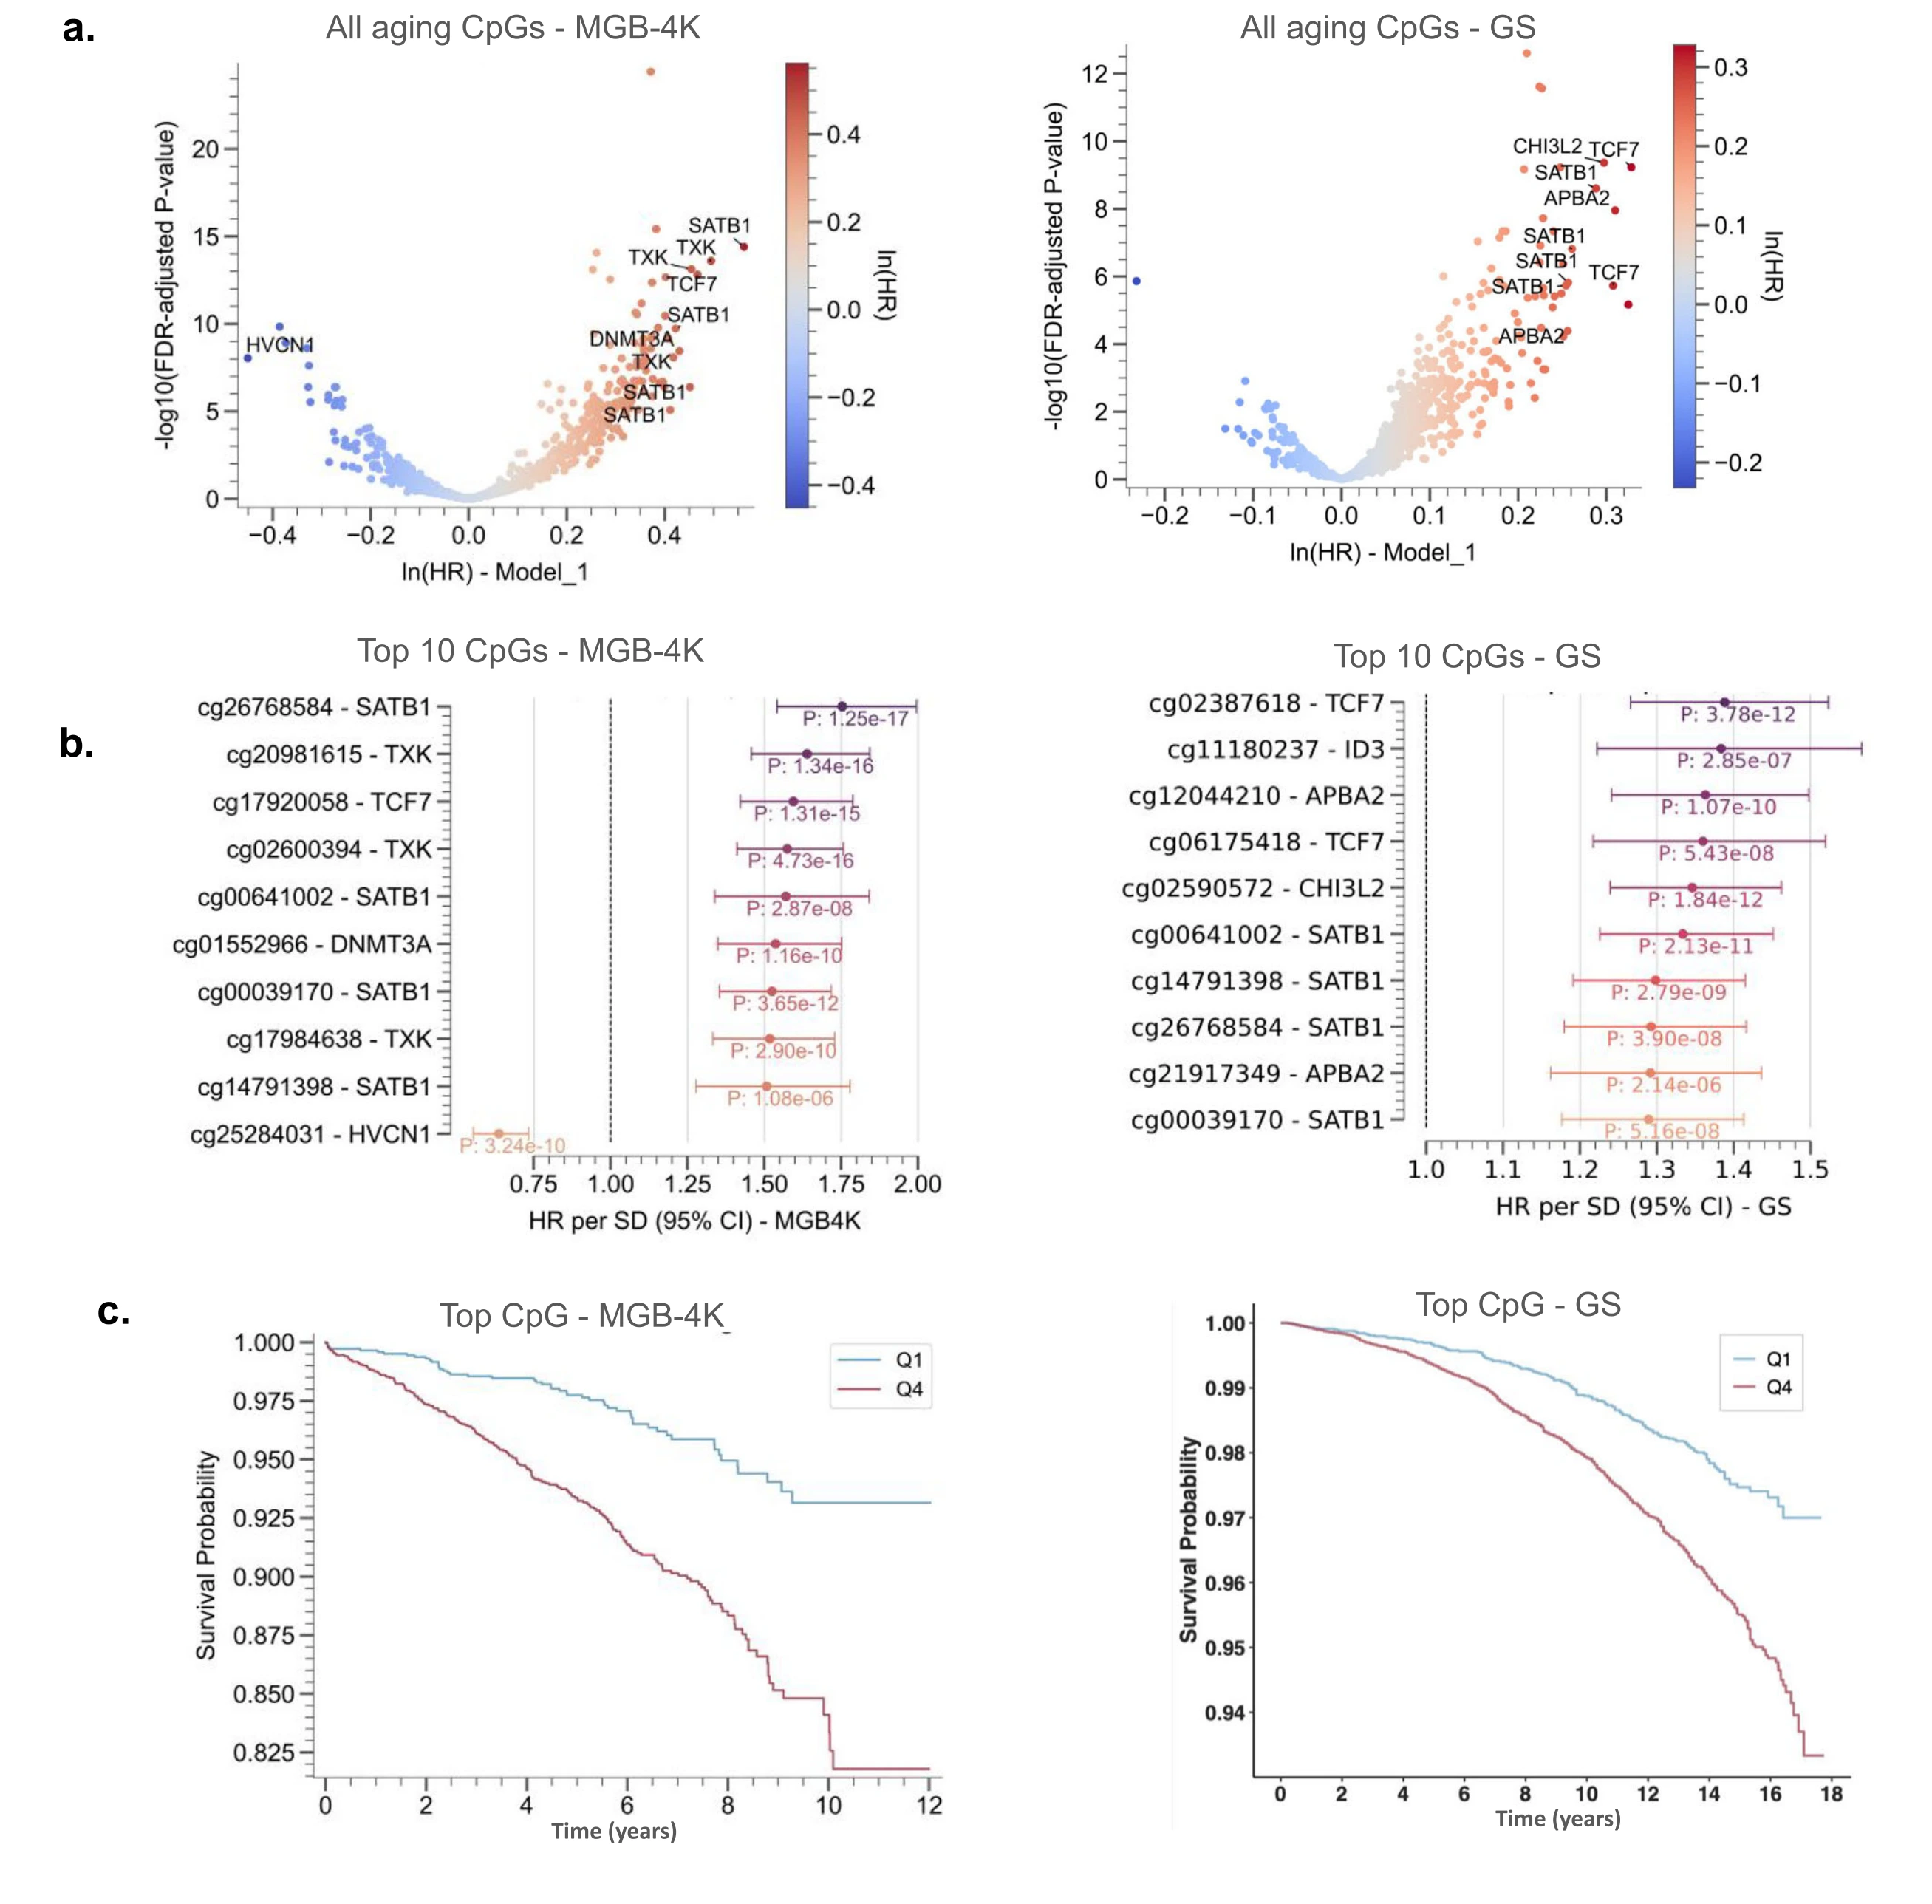 a.
All aging CpGs - MGB-4K
-log10(FDR-adjusted P-value)
20
15
10
5
0
−0.4
−0.2
0.0
0.2
0.4
ln(HR) - Model_1
SATB1
TXK
TXK
TCF7
SATB1
DNMT3A
TXK
SATB1
SATB1
HVCN1
0.4
0.2
0.0
−0.2
−0.4
ln(HR)
All aging CpGs - GS
-log10(FDR-adjusted P-value)
12
10
8
6
4
2
0
−0.2
−0.1
0.0
0.1
0.2
0.3
ln(HR) - Model_1
CHI3L2
TCF7
SATB1
APBA2
SATB1
SATB1
TCF7
SATB1
APBA2
0.3
0.2
0.1
0.0
−0.1
−0.2
ln(HR)
b.
Top 10 CpGs - MGB-4K
cg26768584 - SATB1
P: 1.25e-17
cg20981615 - TXK
P: 1.34e-16
cg17920058 - TCF7
P: 1.31e-15
cg02600394 - TXK
P: 4.73e-16
cg00641002 - SATB1
P: 2.87e-08
cg01552966 - DNMT3A
P: 1.16e-10
cg00039170 - SATB1
P: 3.65e-12
cg17984638 - TXK
P: 2.90e-10
cg14791398 - SATB1
P: 1.08e-06
cg25284031 - HVCN1
P: 3.24e-10
0.75
1.00
1.25
1.50
1.75
2.00
HR per SD (95% CI) - MGB4K
Top 10 CpGs - GS
cg02387618 - TCF7
P: 3.78e-12
cg11180237 - ID3
P: 2.85e-07
cg12044210 - APBA2
P: 1.07e-10
cg06175418 - TCF7
P: 5.43e-08
cg02590572 - CHI3L2
P: 1.84e-12
cg00641002 - SATB1
P: 2.13e-11
cg14791398 - SATB1
P: 2.79e-09
cg26768584 - SATB1
P: 3.90e-08
cg21917349 - APBA2
P: 2.14e-06
cg00039170 - SATB1
P: 5.16e-08
1.0
1.1
1.2
1.3
1.4
1.5
HR per SD (95% CI) - GS
c.
Top CpG - MGB-4K
Survival Probability
1.000
0.975
0.950
0.925
0.900
0.875
0.850
0.825
0
2
4
6
8
10
12
Time (years)
Q1
Q4
Top CpG - GS
Survival Probability
1.00
0.99
0.98
0.97
0.96
0.95
0.94
0
2
4
6
8
10
12
14
16
18
Time (years)
Q1
Q4